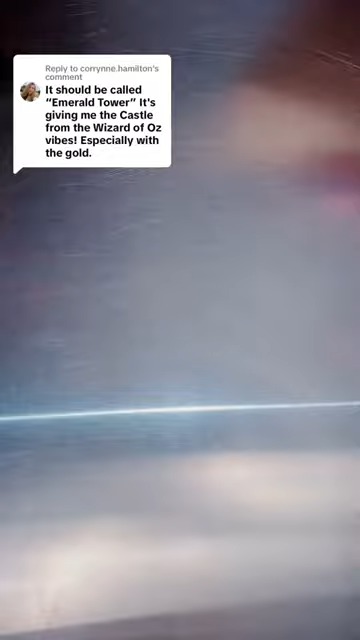 Reply to corrynne.hamilton's
comment
It should be called
“Emerald Tower” It's
giving me the Castle
from the Wizard of Oz
vibes! Especially with
the gold.